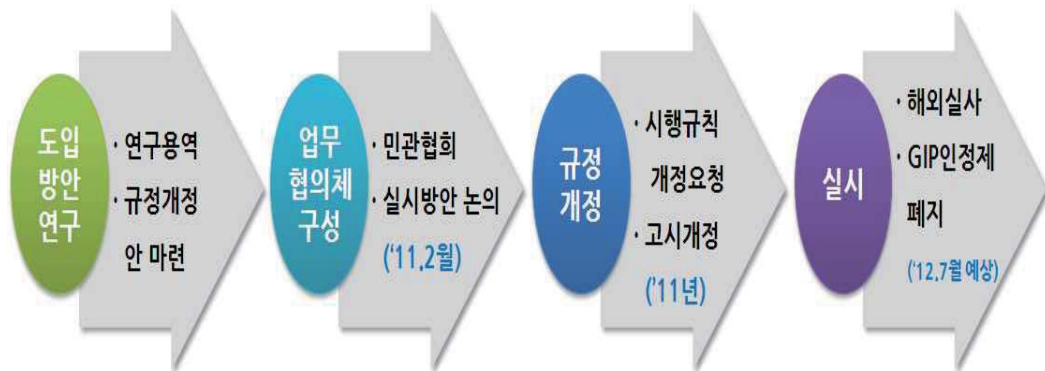 도입
방안
연구
· 연구용역
· 규정개정
안 마련
업무
협의체
구성
· 민관협희
· 실시방안 논의
('11.2월)
규정
개정
· 시행규칙
개정요청
· 고시개정
('11년)
실시
· 해외실사
· GIP인정제
폐지
('12.7월 예상)